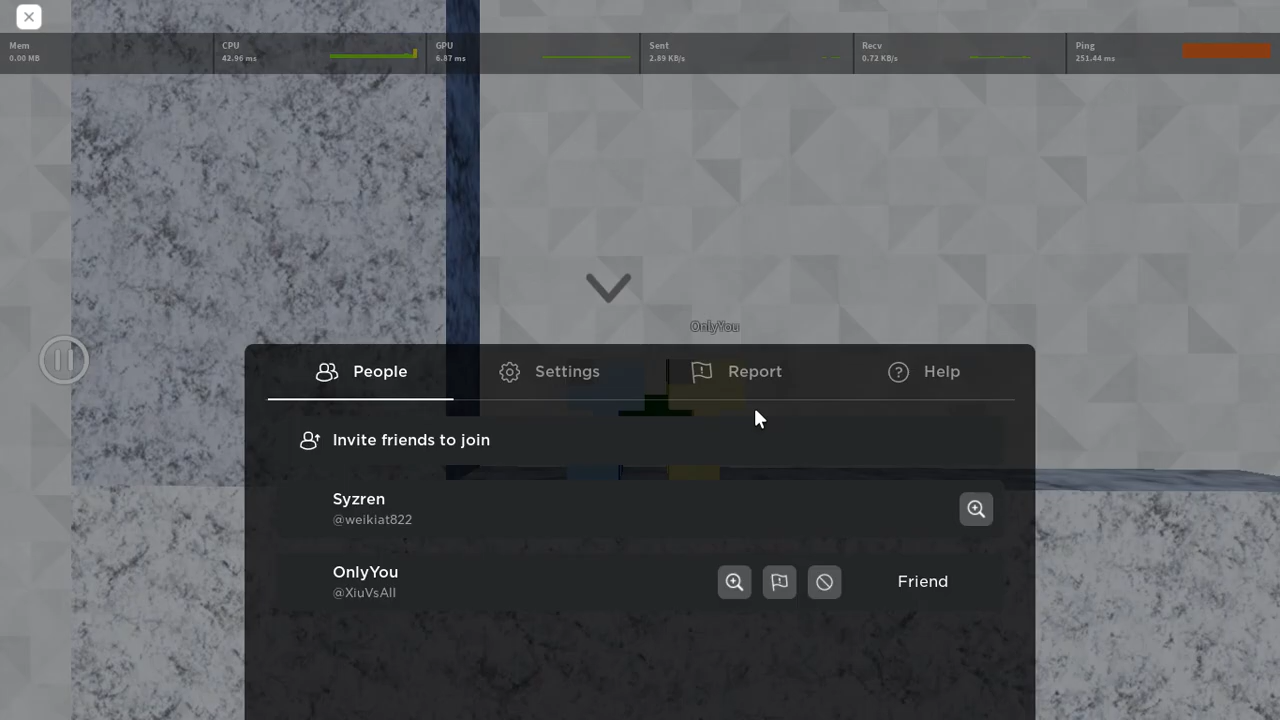 Mem
0.00 MB
CPU
42.96 ms
GPU
6.87 ms
Sent
2.89 KB/s
Recv
0.72 KB/s
Ping
251.44 ms
OnlyYou
People
Settings
Report
Help
Invite friends to join
Syzren
@weikiat822
OnlyYou
@XiuVsAll
Friend